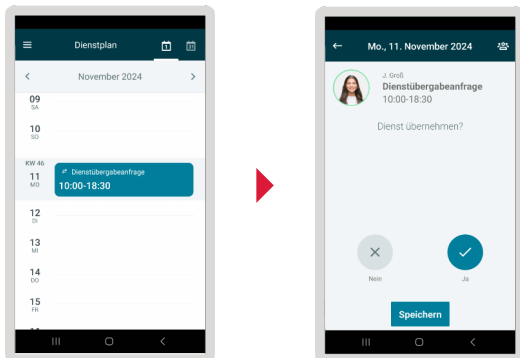 Dienstplan
November 2024
09
SA
10
SO
KW 46
11
MO
Dienstübergabeanfrage
10:00-18:30
12
DI
13
MI
14
DO
15
FR
Mo., 11. November 2024
J. Groß
Dienstübergabeanfrage
10:00-18:30
Dienst übernehmen?
Nein
Ja
Speichern